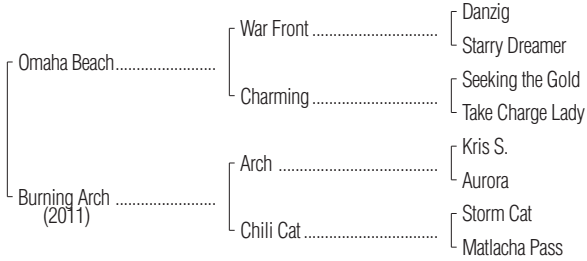 Danzig
War Front
Starry Dreamer
Omaha Beach
Seeking the Gold
Charming
Take Charge Lady
Kris S.
Arch
Aurora
Burning Arch
(2011)
Storm Cat
Chili Cat
Matlacha Pass